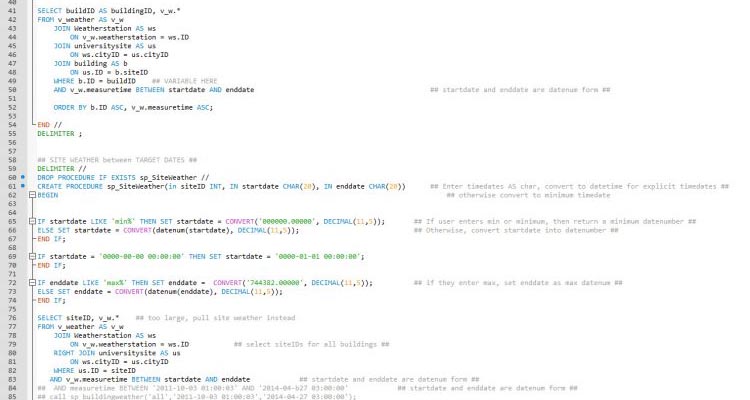 40
41 SELECT buildID AS buildingID, v_w.*
42 FROM v_weather AS v_w
43 JOIN Weatherstation AS ws
44 ON v_w.weatherstation = ws.ID
45 JOIN universitysite AS us
46 ON ws.cityID = us.cityID
47 JOIN building AS b
48 ON us.ID = b.siteID
49 WHERE b.ID = buildID ## VARIABLE HERE
50 AND v_w.measuretime BETWEEN startdate AND enddate ## startdate and enddate are datenum form ##
51
52 ORDER BY b.ID ASC, v_w.measuretime ASC;
53
54 END //
55 DELIMITER ;
56
57
58 ## SITE WEATHER between TARGET DATES ##
59 DELIMITER //
60 DROP PROCEDURE IF EXISTS sp_SiteWeather //
61 CREATE PROCEDURE sp_SiteWeather(in siteID INT, IN startdate CHAR(20), IN enddate CHAR(20)) ## Enter timedates AS char, convert to datetime for explicit timedates ##
62 BEGIN ## otherwise convert to minimum timedate
63
64
65 IF startdate LIKE 'min%' THEN SET startdate = CONVERT('000000.00000', DECIMAL(11,5)); ## If user enters min or minimum, then return a minimum datenumber ##
66 ELSE SET startdate = CONVERT(datenum(startdate), DECIMAL(11,5)); ## Otherwise, convert startdate into datenumber ##
67 END IF;
68
69 IF startdate = '0000-00-00 00:00:00' THEN SET startdate = '0000-01-01 00:00:00';
70 END IF;
71
72 IF enddate LIKE 'max%' THEN SET enddate = CONVERT('744382.00000', DECIMAL(11,5)); ## if they enter max, set enddate as max datenum ##
73 ELSE SET enddate = CONVERT(datenum(enddate), DECIMAL(11,5));
74 END IF;
75
76 SELECT siteID, v_w.* ## too large, pull site weather instead
77 FROM v_weather AS v_w
78 JOIN Weatherstation AS ws
79 ON v_w.weatherstation = ws.ID ## select siteIDs for all buildings ##
80 RIGHT JOIN universitysite AS us
81 ON ws.cityID = us.cityID
82 WHERE us.ID = siteID
83 AND v_w.measuretime BETWEEN startdate AND enddate ## startdate and enddate are datenum form ##
84 ## AND measuretime BETWEEN '2011-10-03 01:00:03' AND '2014-04-b27 03:00:00' ## startdate and enddate are datenum form ##
85 ## call sp_buildingweather('all','2011-10-03 01:00:03','2014-04-27 03:00:00');